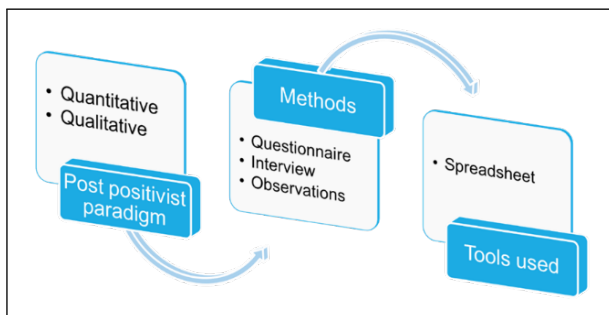 • Quantitative
• Qualitative
Post positivist
paradigm
Methods
• Questionnaire
• Interview
• Observations
• Spreadsheet
Tools used